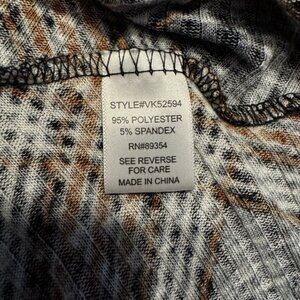 STYLE#VK52594
95% POLYESTER
5% SPANDEX
RN#89354
SEE REVERSE
FOR CARE
MADE IN CHINA